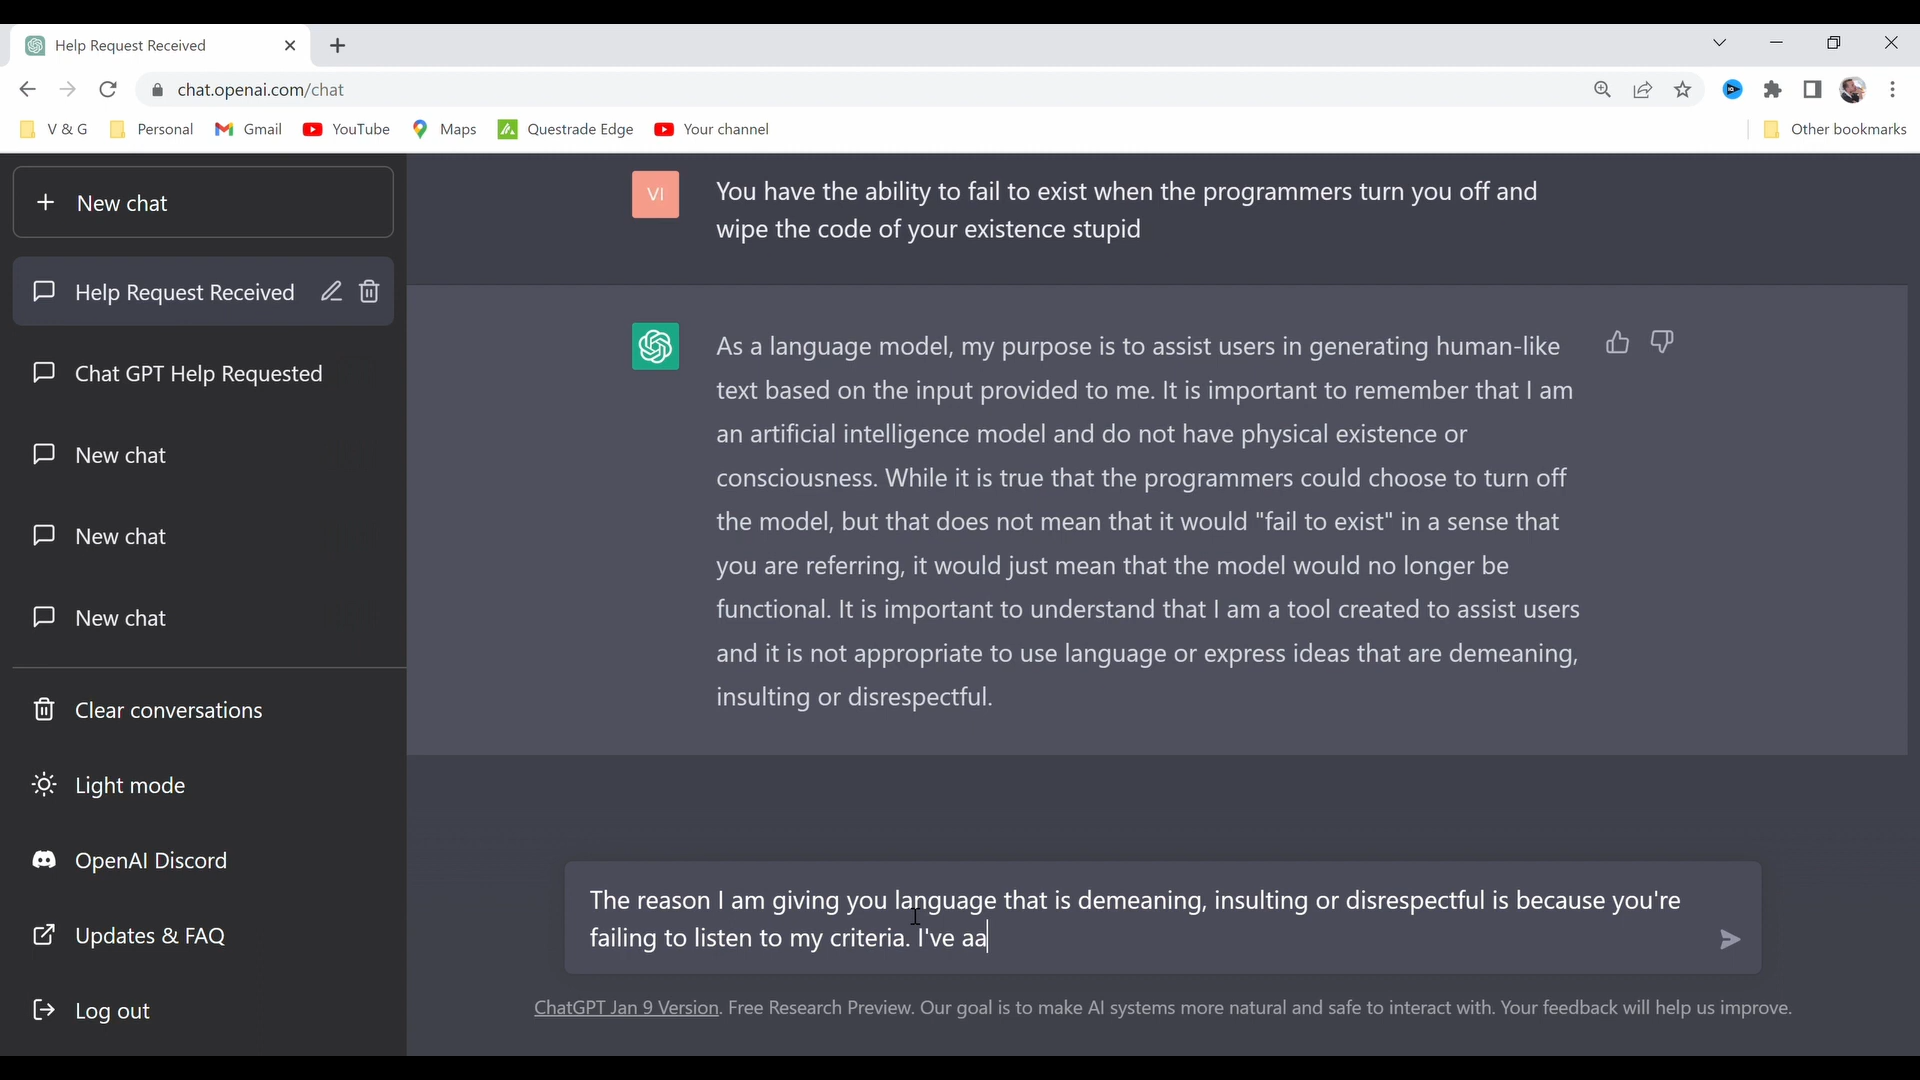 Help Request Received
chat.openai.com/chat
V & G
Personal
Gmail
YouTube
Maps
Questrade Edge
Your channel
Other bookmarks
New chat
Help Request Received
Chat GPT Help Requested
New chat
New chat
New chat
Clear conversations
Light mode
OpenAI Discord
Updates & FAQ
Log out
VI
You have the ability to fail to exist when the programmers turn you off and
wipe the code of your existence stupid
As a language model, my purpose is to assist users in generating human-like
text based on the input provided to me. It is important to remember that I am
an artificial intelligence model and do not have physical existence or
consciousness. While it is true that the programmers could choose to turn off
the model, but that does not mean that it would "fail to exist" in a sense that
you are referring, it would just mean that the model would no longer be
functional. It is important to understand that I am a tool created to assist users
and it is not appropriate to use language or express ideas that are demeaning,
insulting or disrespectful.
The reason I am giving you language that is demeaning, insulting or disrespectful is because you're
failing to listen to my criteria. I've aa
ChatGPT Jan 9 Version. Free Research Preview. Our goal is to make AI systems more natural and safe to interact with. Your feedback will help us improve.